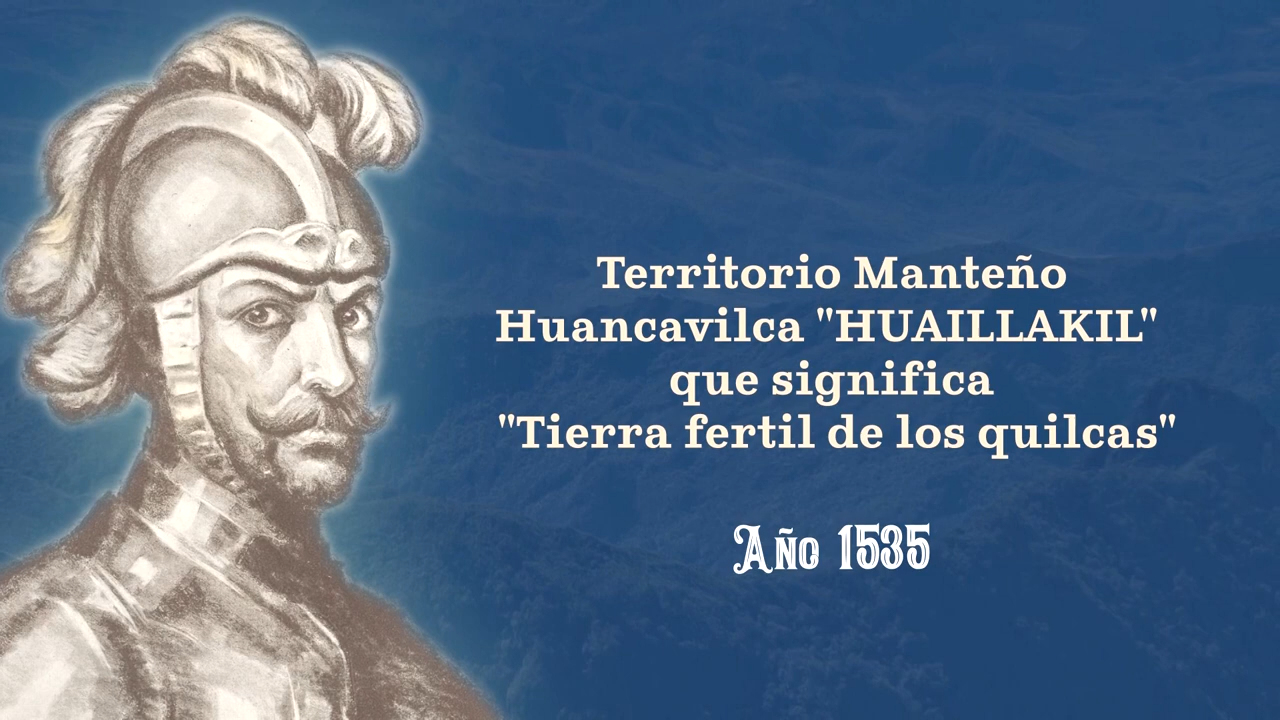 Territorio Manteño
Huancavilca "HUAILLAKIL"
que significa
"Tierra fertil de los quilcas"
Año 1535